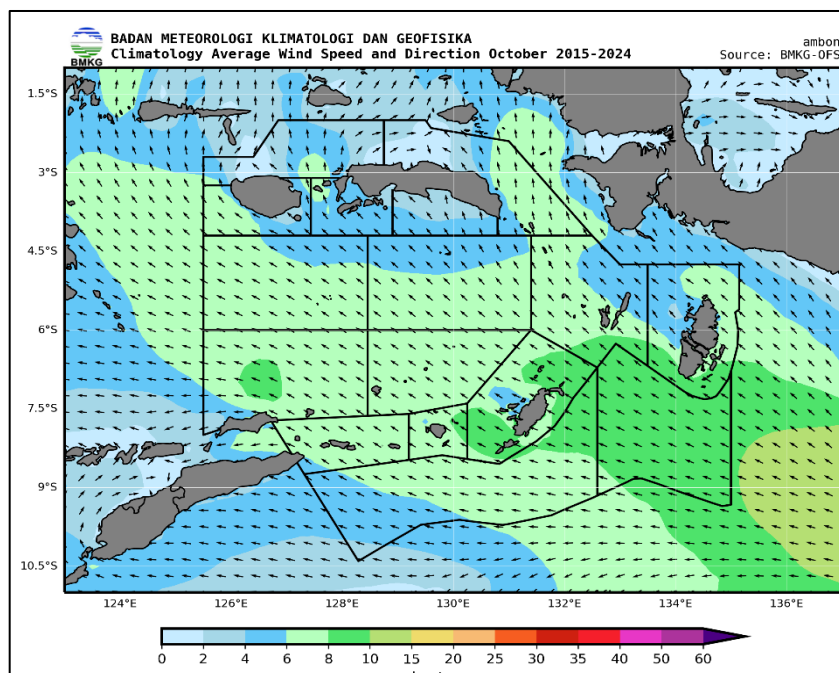 BMKG
BADAN METEOROLOGI KLIMATOLOGI DAN GEOFISIKA
Climatology Average Wind Speed and Direction October 2015-2024
ambon
Source: BMKG-OFS
1.5°S
3°S
4.5°S
6°S
7.5°S
9°S
10.5°S
124°E 126°E 128°E 130°E 132°E 134°E 136°E
0 2 4 6 8 10 15 20 25 30 35 40 50 60